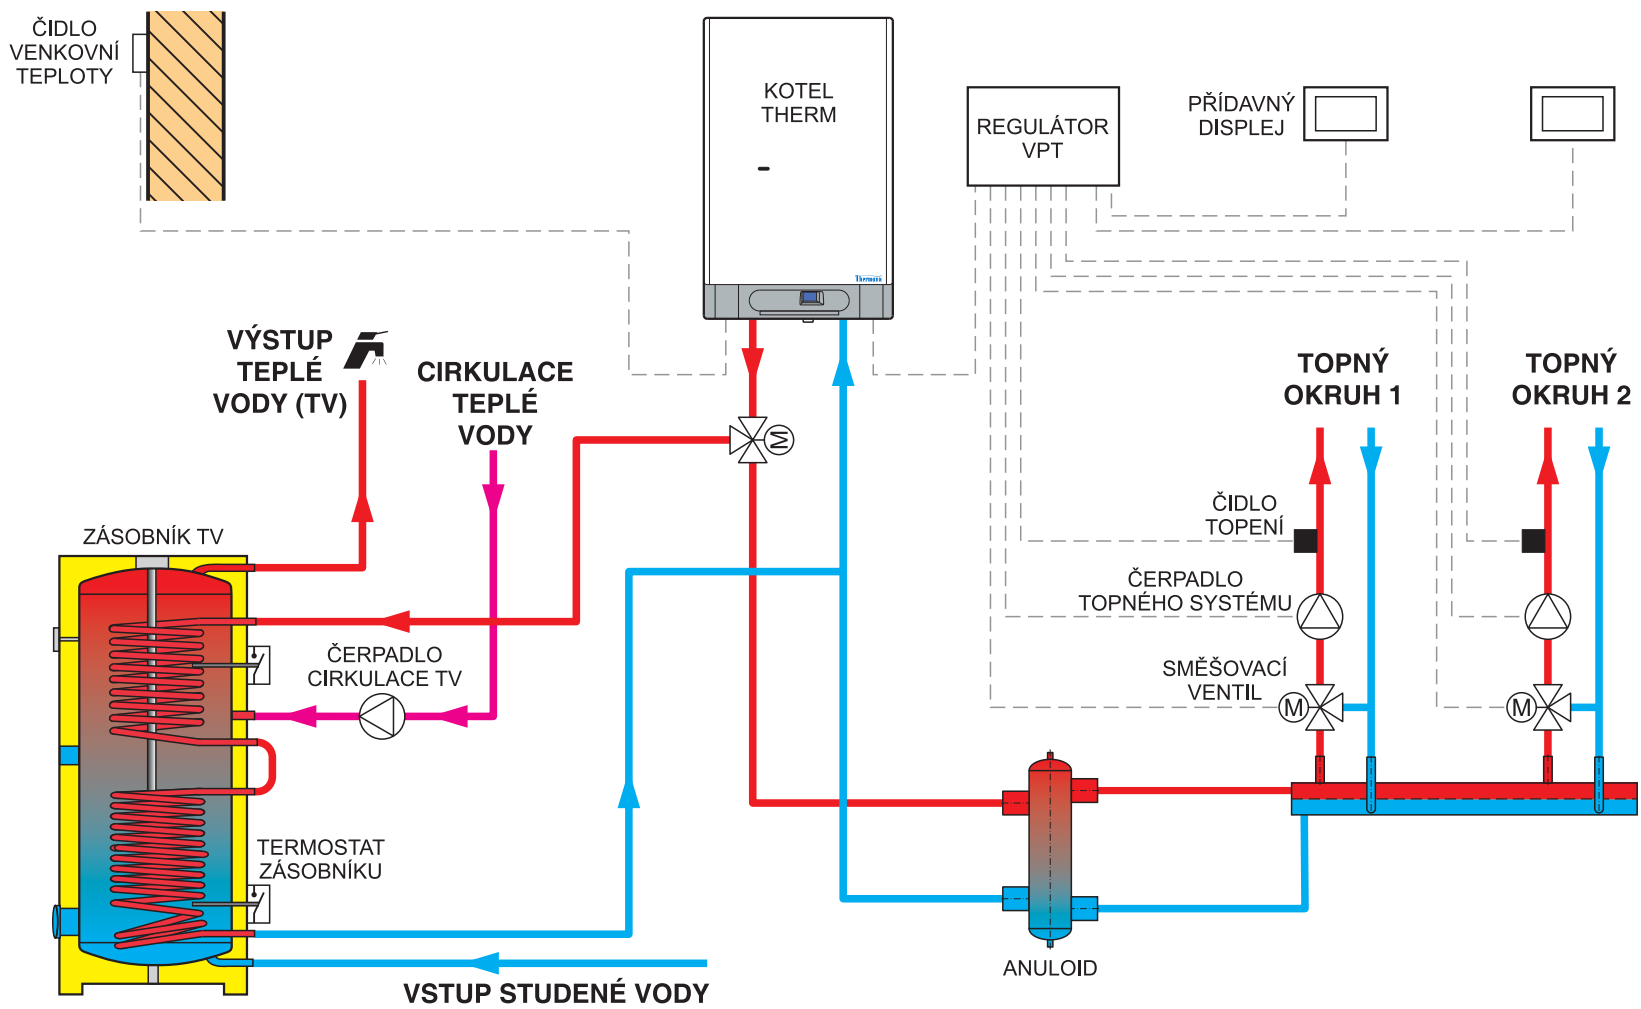 ČIDLO
VENKOVNÍ
TEPLOTY
KOTEL
THERM
Thermona
REGULÁTOR
VPT
PŘÍDAVNÝ
DISPLEJ
VÝSTUP
TEPLÉ
VODY (TV)
CIRKULACE
TEPLÉ
VODY
M
TOPNÝ
OKRUH 1
TOPNÝ
OKRUH 2
ČIDLO
TOPENÍ
ZÁSOBNÍK TV
ČERPADLO
TOPNÉHO SYSTÉMU
ČERPADLO
CIRKULACE TV
SMĚŠOVACÍ
VENTIL
M
M
TERMOSTAT
ZÁSOBNÍKU
ANULOID
VSTUP STUDENÉ VODY